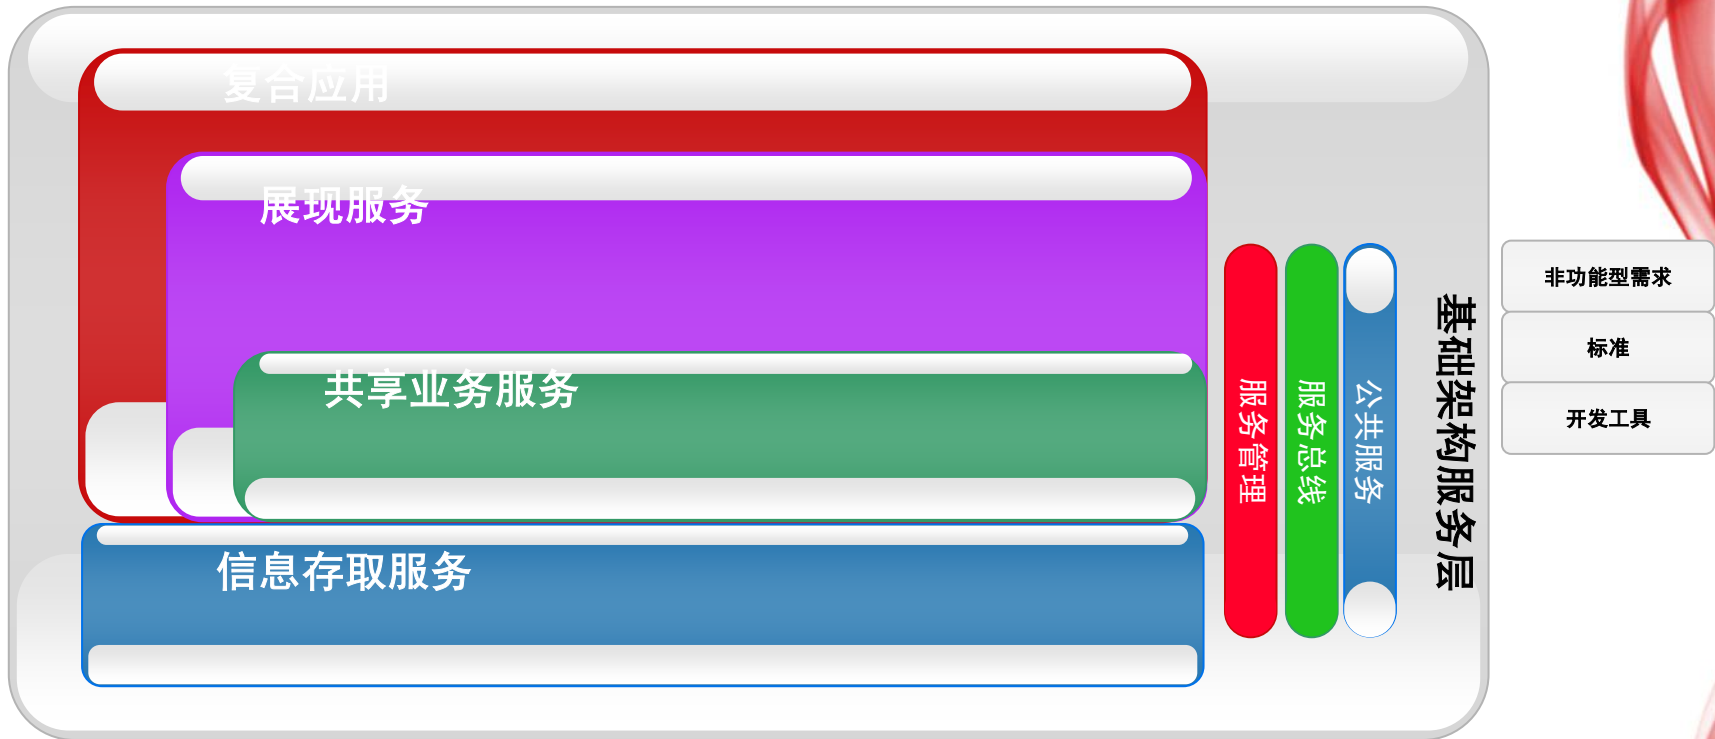 复合应用
展现服务
共享业务服务
信息存取服务
服务管理
服务总线
公共服务
基础架构服务层
非功能型需求
标准
开发工具